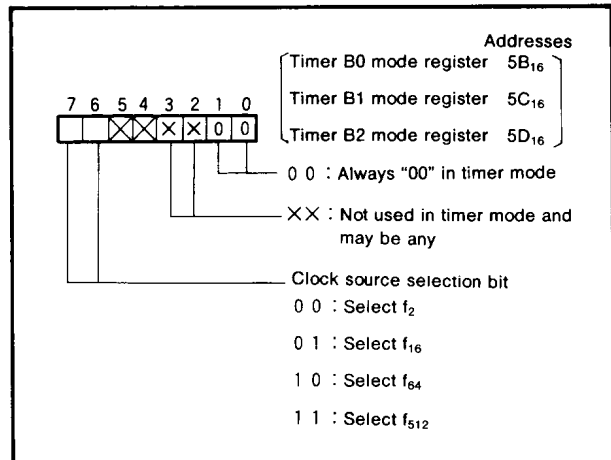 Addresses
Timer B0 mode register 5B₁₆
Timer B1 mode register 5C₁₆
Timer B2 mode register 5D₁₆
7 6 5 4 3 2 1 0
× × 0 0
0 0 : Always "00" in timer mode
×× : Not used in timer mode and
may be any
Clock source selection bit
0 0 : Select f₂
0 1 : Select f₁₆
1 0 : Select f₆₄
1 1 : Select f₅₁₂